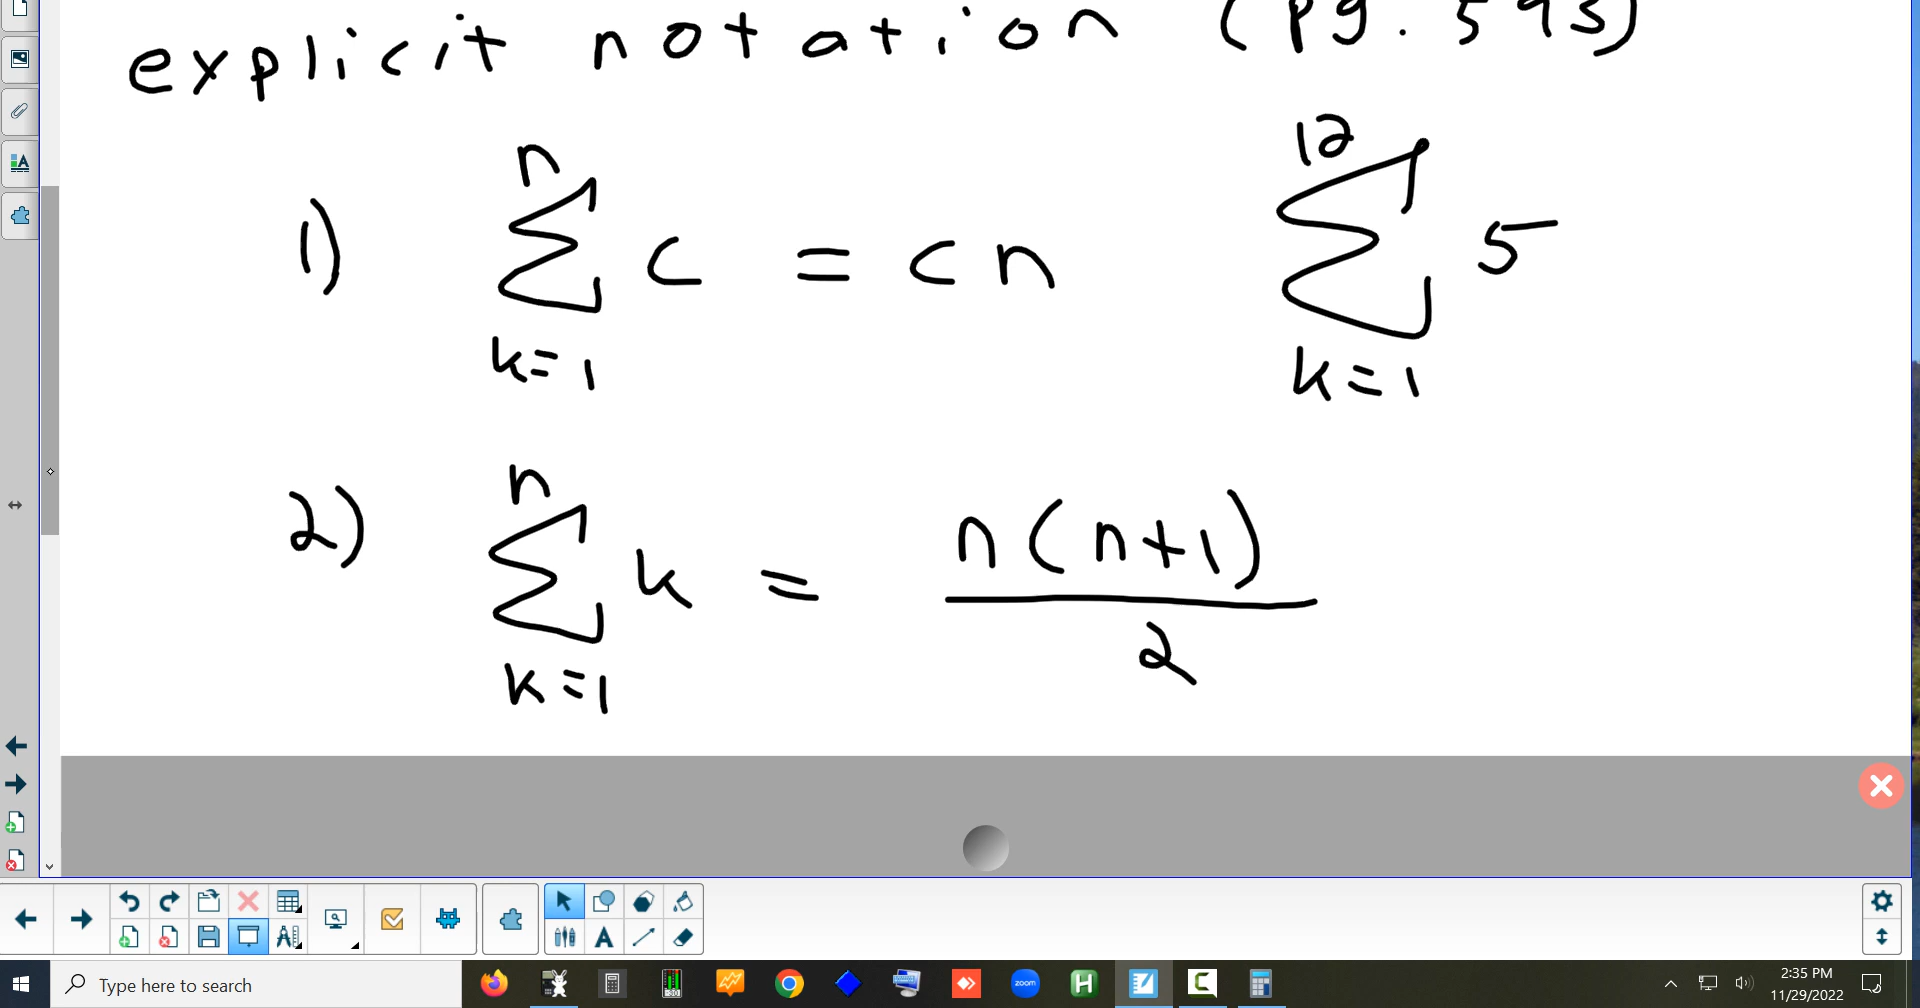 explicit notation (pg. 593)
n 12
1) ∑ c = cn ∑ 5
k=1 k=1
n
2) ∑ k = n(n+1)
2
k=1
A
Type here to search
zoom
H
2:35 PM
11/29/2022